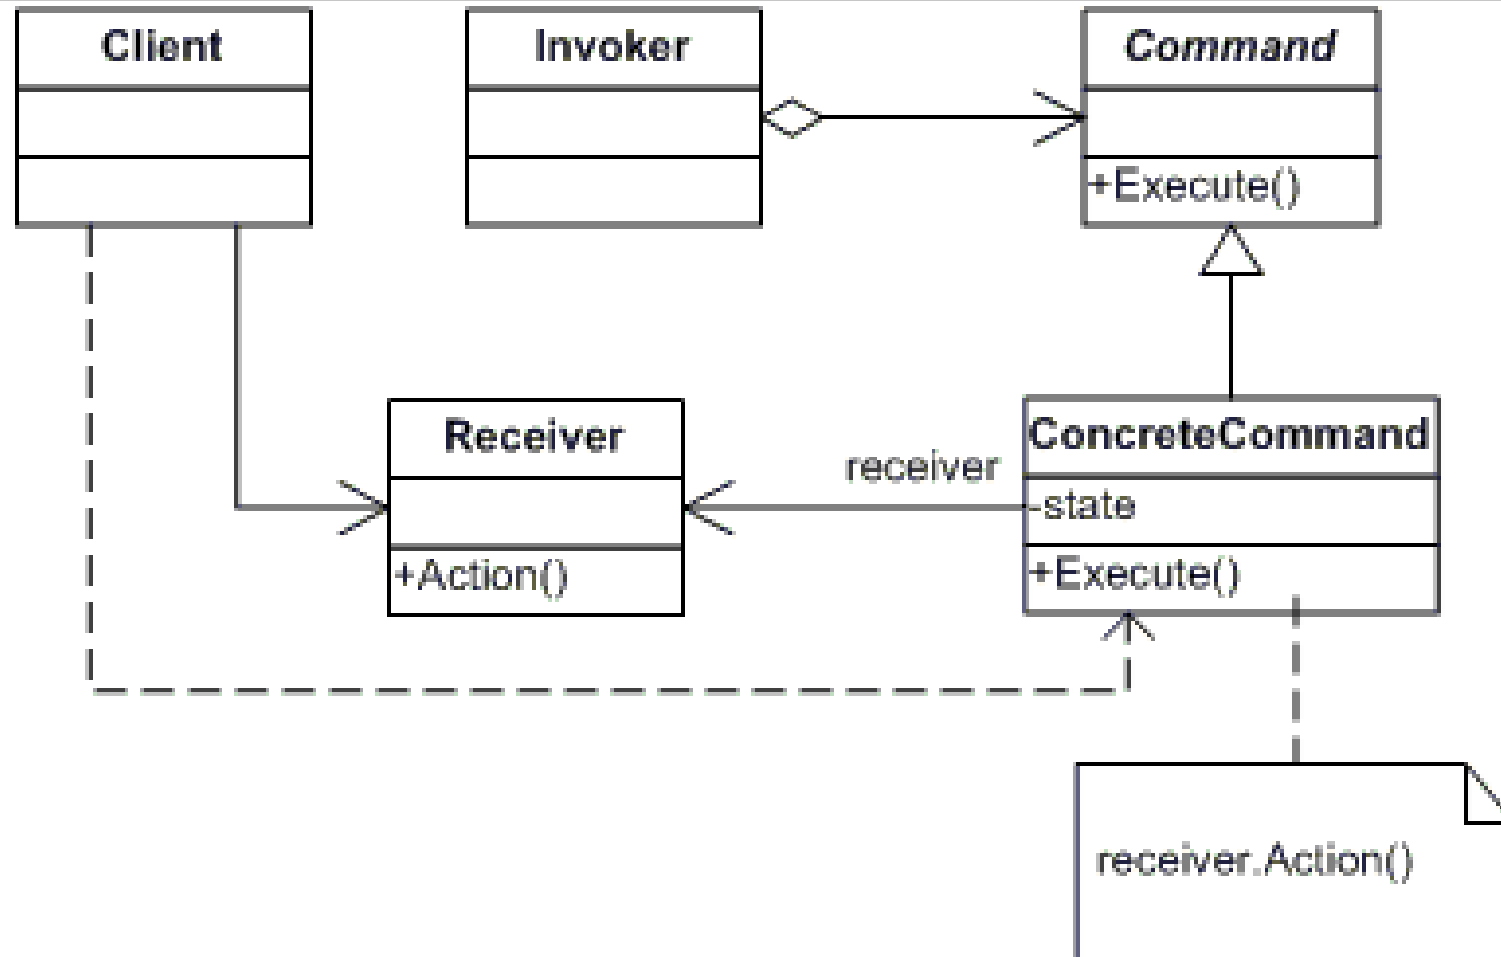 Client
Invoker
Command
+Execute()
Receiver
+Action()
receiver
ConcreteCommand
-state
+Execute()
receiver.Action()